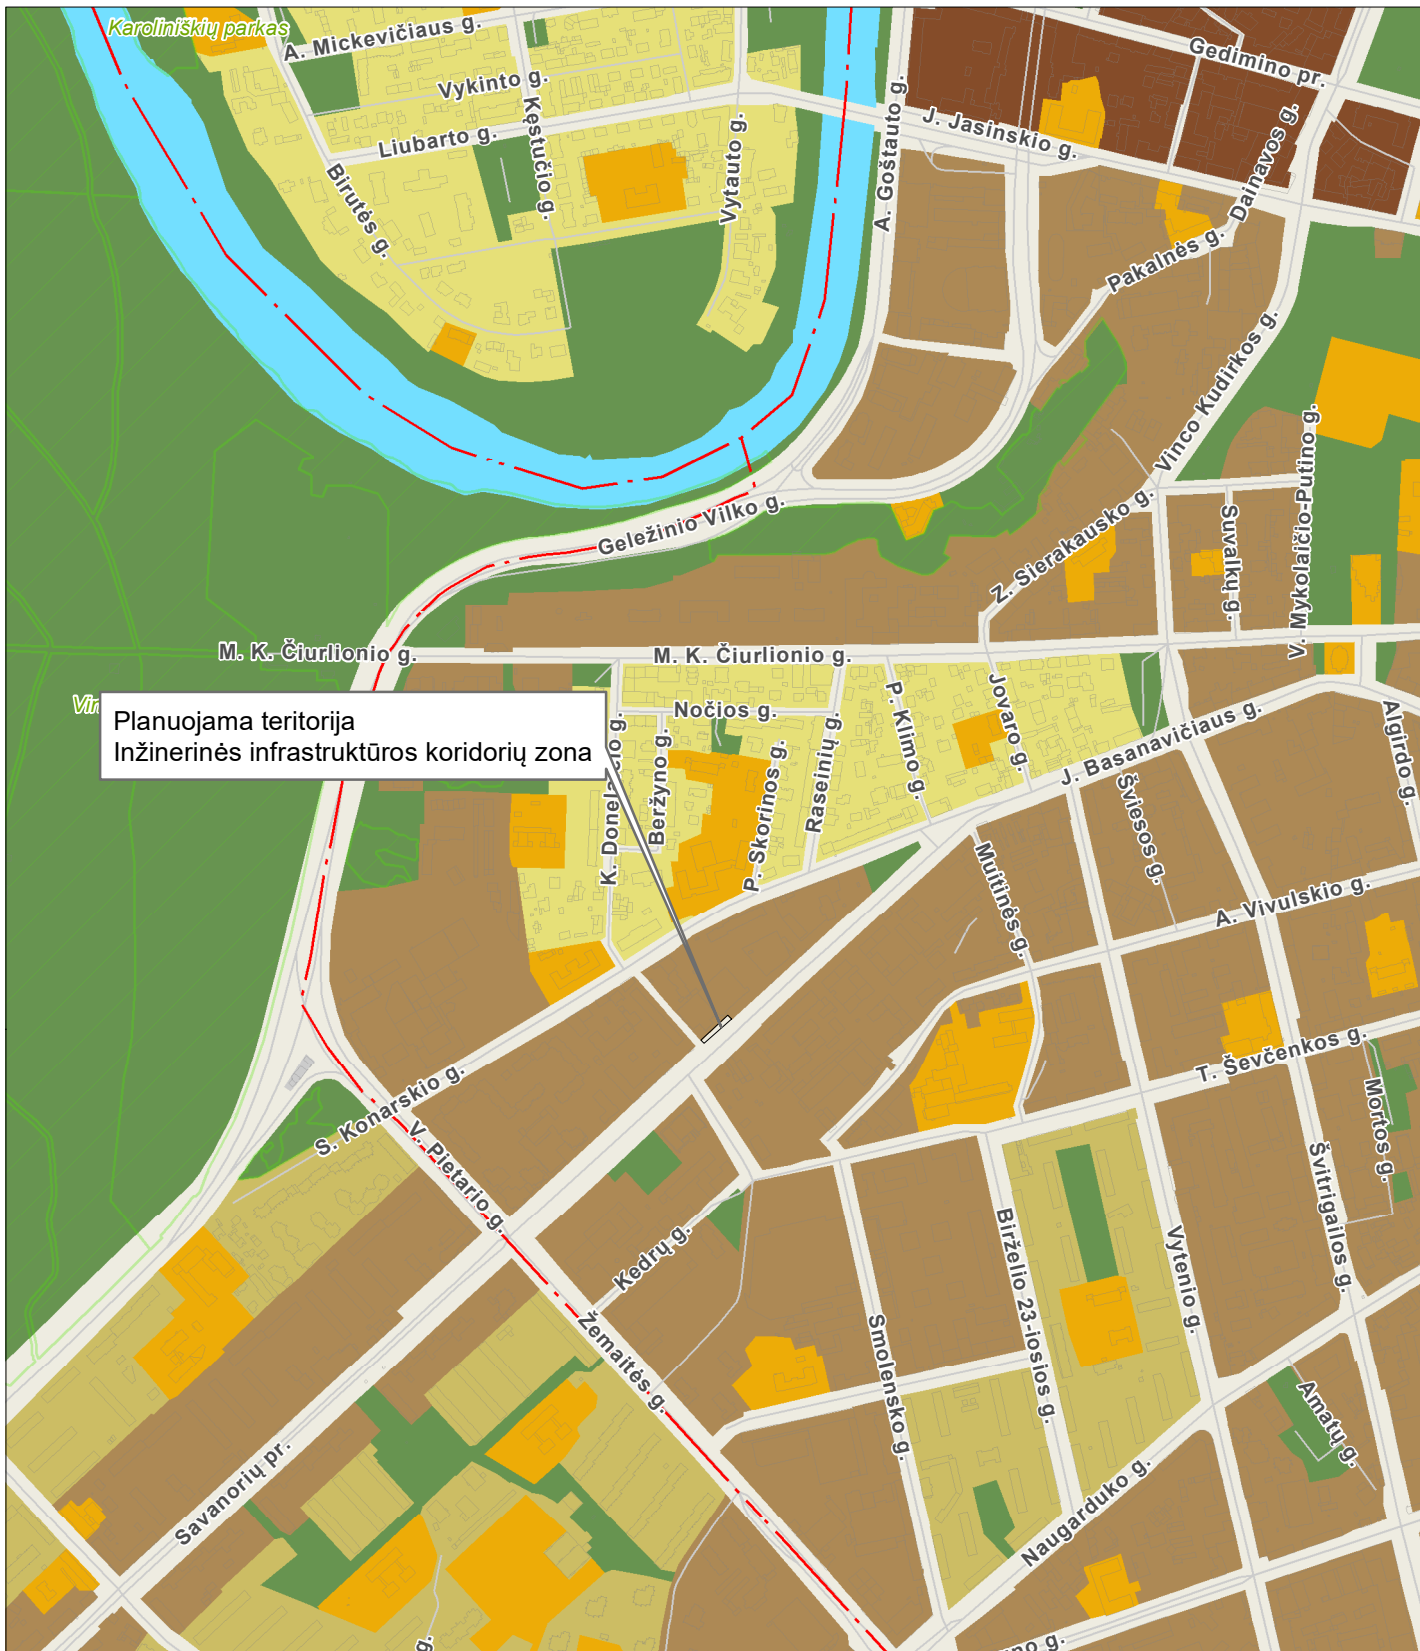 Karoliniškių parkas
A. Mickevičiaus g.
Gedimino pr.
Vykinto g.
Kęstučio g.
Liubarto g.
J. Jasinskio g.
A. Goštauto g.
Vytauto g.
Birutės g.
Dainavos g.
Pakalnės g.
Vinco Kudirkos g.
V. Mykolaičio-Putino g.
Geležinio Vilko g.
Suvalkų g.
Z. Sierakausko g.
M. K. Čiurlionio g.
M. K. Čiurlionio g.
Planuojama teritorija
Inžinerinės infrastruktūros koridorių zona
Nočios g.
P. Klimo g.
Jovaro g.
J. Basanavičiaus g.
Algirdo g.
Beržyno g.
P. Skorinos g.
Raseinių g.
Šviesos g.
Muitinės g.
A. Vivulskio g.
T. Ševčenkos g.
S. Konarskio g.
V. Pietario g.
Mortos g.
Švitrigailos g.
Kedrų g.
Birželio 23-iosios g.
Vytenio g.
Žemaitės g.
Smolensko g.
Amatų g.
Savanorių pr.
Naugarduko g.
g.